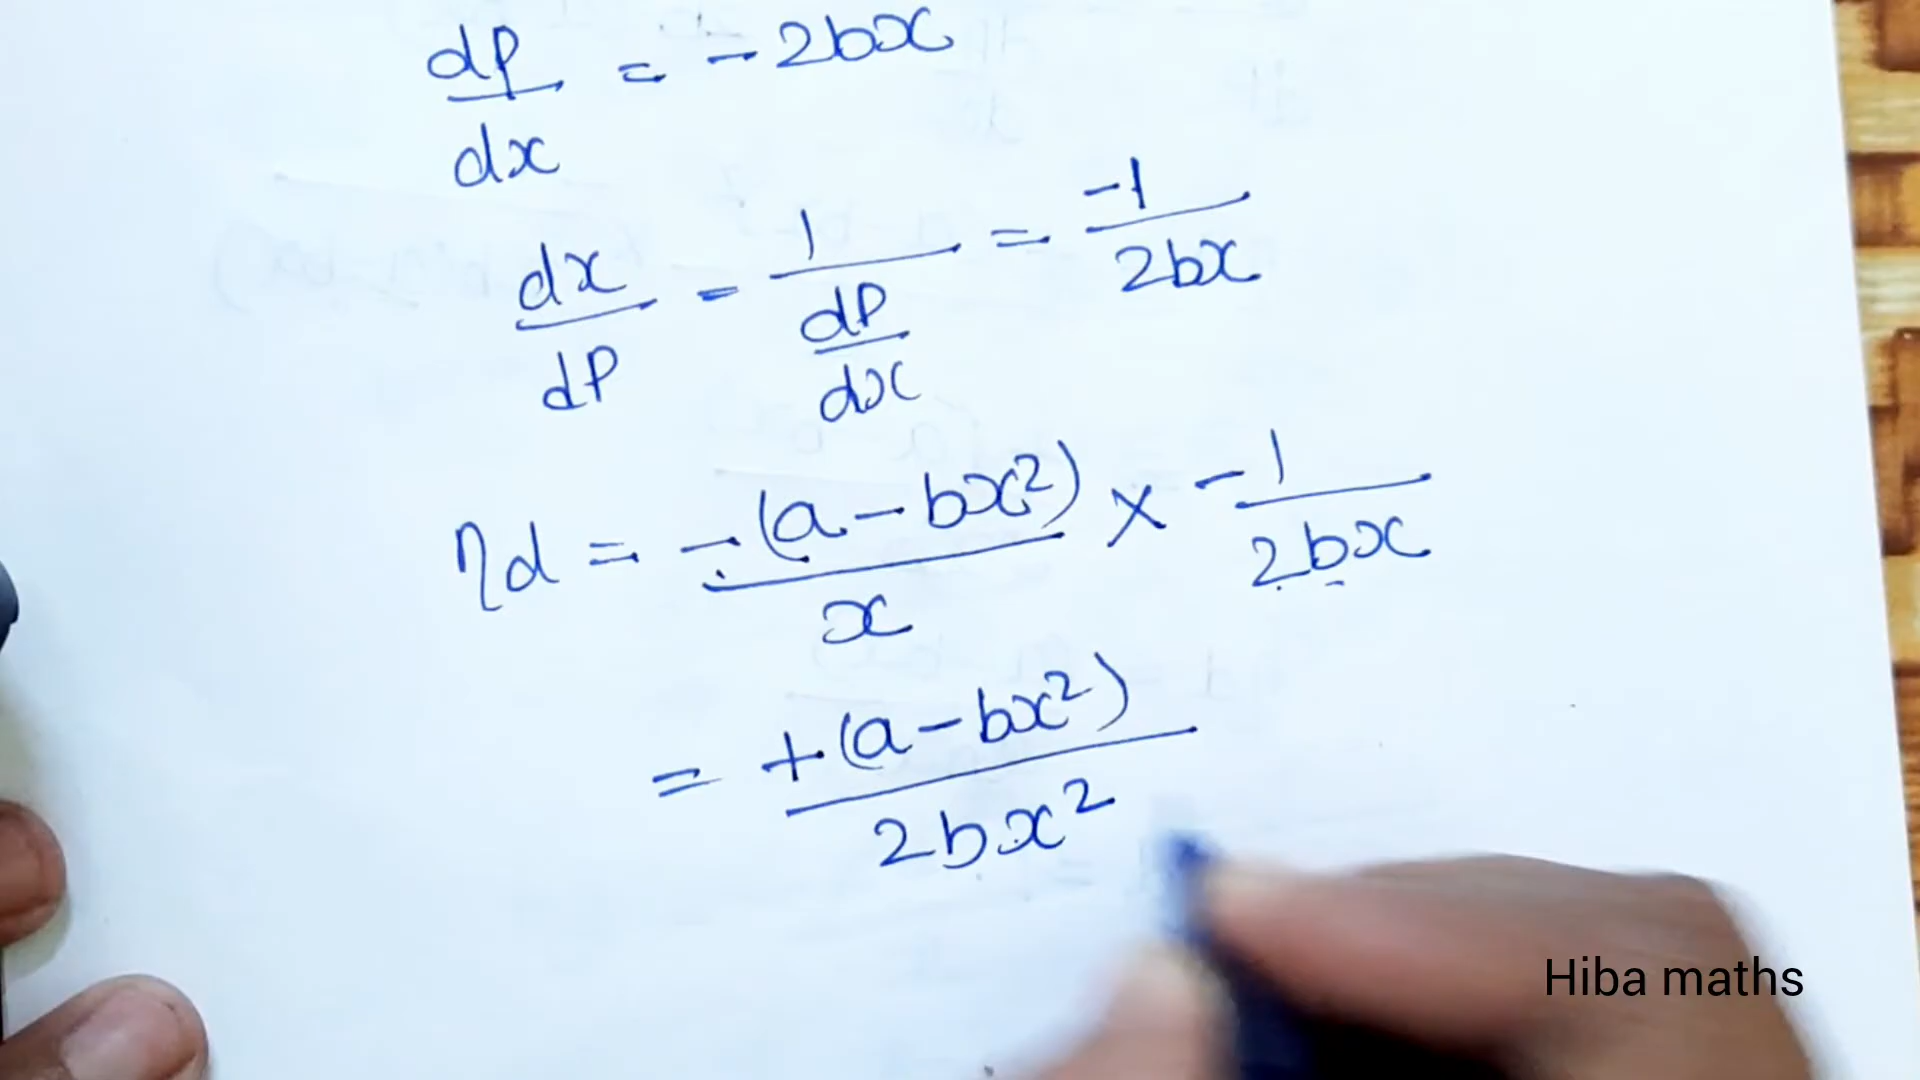 dp/dx = -2bx
dx/dP = 1/(dP/dx) = -1/2bx
ηd = -(a-bx²)/x × -1/2bx
= +(a-bx²)/2bx²
Hiba maths